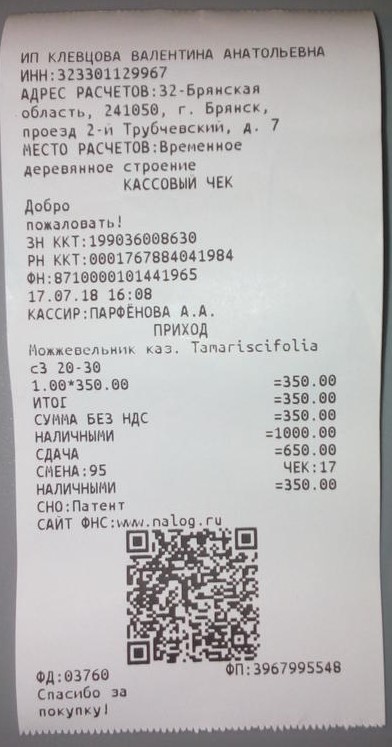 ИП КЛЕВЦОВА ВАЛЕНТИНА АНАТОЛЬЕВНА
ИНН:323301129967
АДРЕС РАСЧЕТОВ:32-Брянская
область, 241050, г. Брянск,
проезд 2-й Трубчевский, д. 7
МЕСТО РАСЧЕТОВ:Временное
деревянное строение
КАССОВЫЙ ЧЕК
Добро
пожаловать!
ЗН ККТ:199036008630
РН ККТ:0001767884041984
ФН:8710000101441965
17.07.18 16:08
КАССИР:ПАРФЁНОВА А.А.
ПРИХОД
Можжевельник каз. Tamariscifolia
с3 20-30
1.00*350.00 =350.00
ИТОГ =350.00
СУММА БЕЗ НДС =350.00
НАЛИЧНЫМИ =1000.00
СДАЧА =650.00
СМЕНА:95 ЧЕК:17
НАЛИЧНЫМИ =350.00
СНО:Патент
САЙТ ФНС:www.nalog.ru
ФД:03760 ФП:3967995548
Спасибо за
покупку!